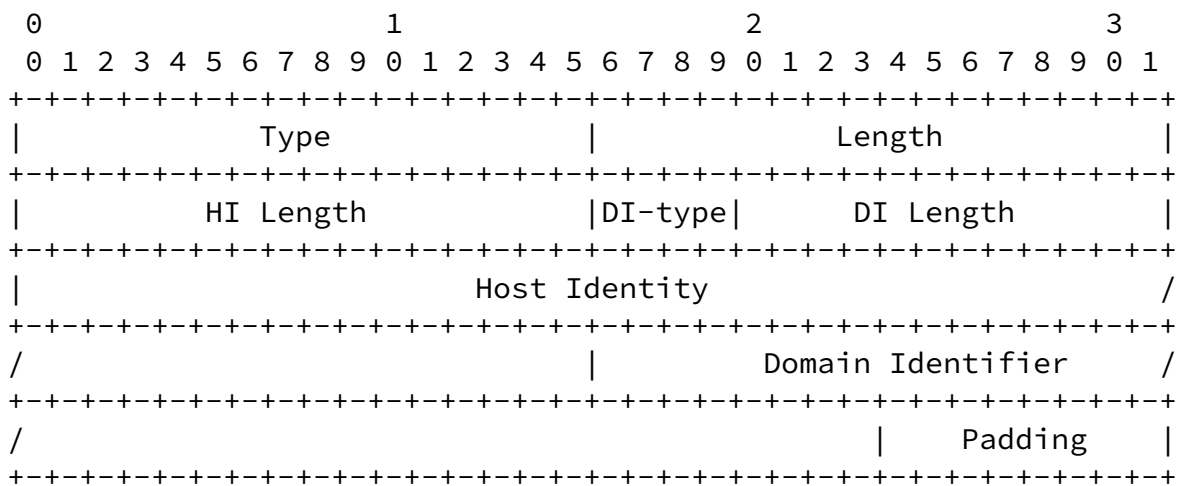 0                   1                   2                   3
 0 1 2 3 4 5 6 7 8 9 0 1 2 3 4 5 6 7 8 9 0 1 2 3 4 5 6 7 8 9 0 1
+-+-+-+-+-+-+-+-+-+-+-+-+-+-+-+-+-+-+-+-+-+-+-+-+-+-+-+-+-+-+-+-+
|             Type              |             Length            |
+-+-+-+-+-+-+-+-+-+-+-+-+-+-+-+-+-+-+-+-+-+-+-+-+-+-+-+-+-+-+-+-+
|          HI Length            |DI-type|      DI Length        |
+-+-+-+-+-+-+-+-+-+-+-+-+-+-+-+-+-+-+-+-+-+-+-+-+-+-+-+-+-+-+-+-+
|                         Host Identity                         /
+-+-+-+-+-+-+-+-+-+-+-+-+-+-+-+-+-+-+-+-+-+-+-+-+-+-+-+-+-+-+-+-+
/                               |         Domain Identifier     /
+-+-+-+-+-+-+-+-+-+-+-+-+-+-+-+-+-+-+-+-+-+-+-+-+-+-+-+-+-+-+-+-+
/                                               |    Padding    |
+-+-+-+-+-+-+-+-+-+-+-+-+-+-+-+-+-+-+-+-+-+-+-+-+-+-+-+-+-+-+-+-+